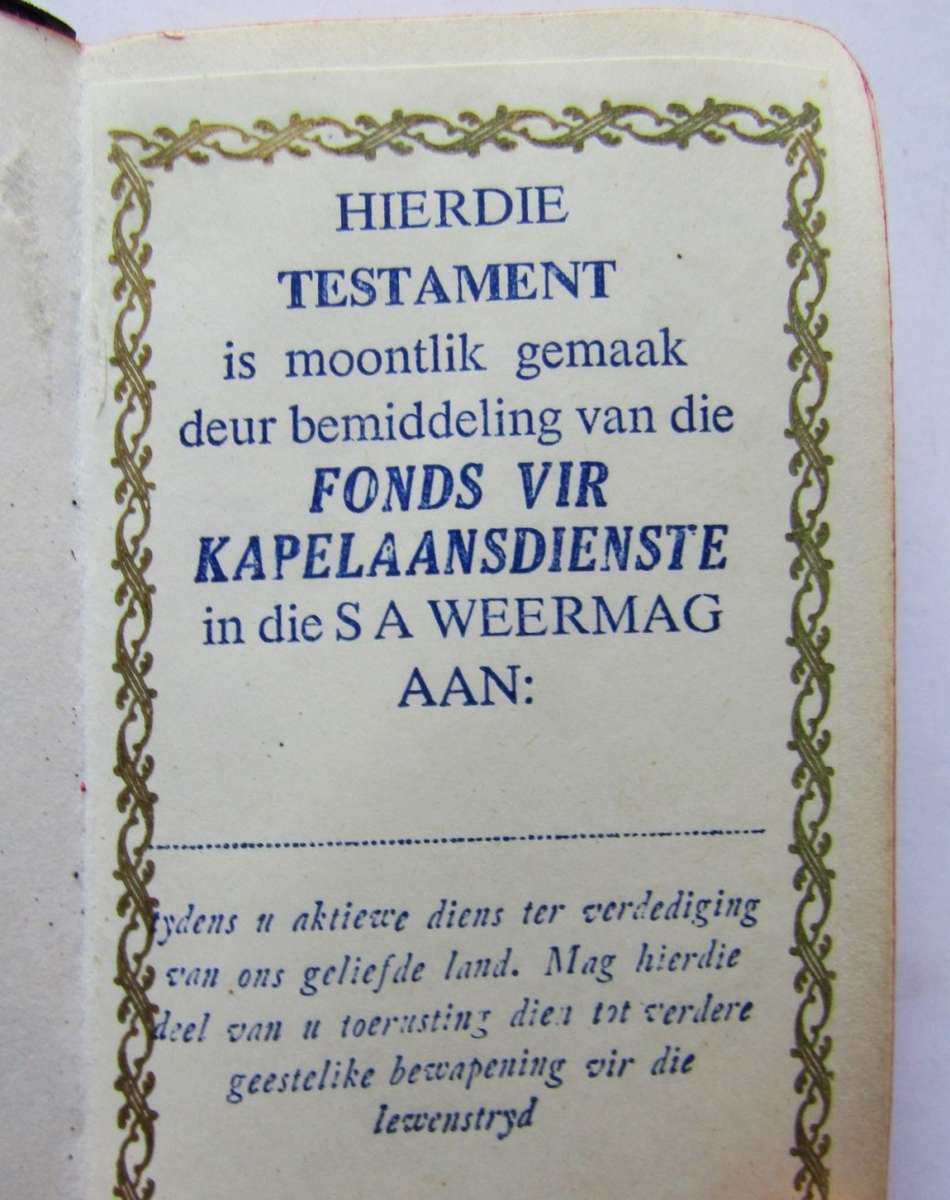 HIERDIE
TESTAMENT
is moontlik gemaak
deur bemiddeling van die
FONDS VIR
KAPELAANSDIENSTE
in die S A WEERMAG
AAN:
tydens u aktiewe diens ter verdediging
van ons geliefde land. Mag hierdie
deel van u toerusting dien tot verdere
geestelike bewapening vir die
lewenstryd